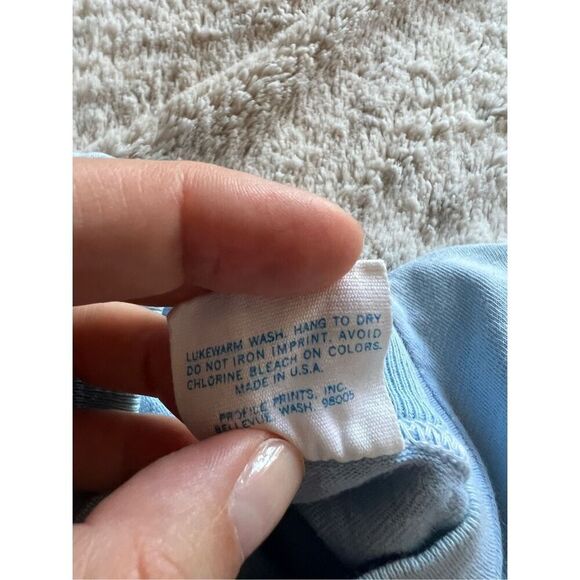 LUKEWARM WASH. HANG TO DRY.
DO NOT IRON IMPRINT. AVOID
CHLORINE BLEACH ON COLORS.
MADE IN U.S.A.
PROFILE PRINTS, INC.
BELLEVUE, WASH 98005